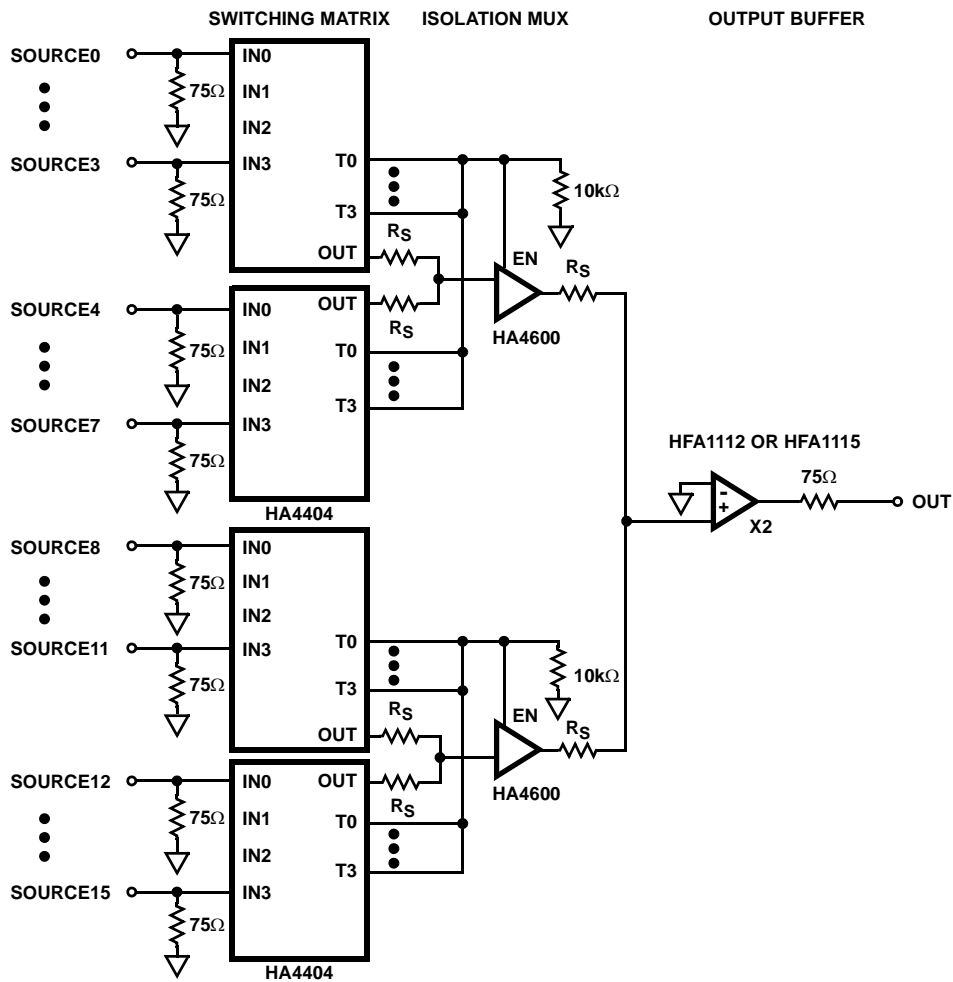 SWITCHING MATRIX
ISOLATION MUX
OUTPUT BUFFER
SOURCE0
75Ω
IN0
IN1
IN2
SOURCE3
75Ω
IN3
T0
T3
OUT
RS
10kΩ
EN
RS
HA4600
SOURCE4
75Ω
IN0
IN1
IN2
OUT
RS
T0
T3
SOURCE7
75Ω
IN3
HA4404
HFA1112 OR HFA1115
-
+
X2
75Ω
OUT
SOURCE8
75Ω
IN0
IN1
IN2
SOURCE11
75Ω
IN3
T0
T3
OUT
RS
10kΩ
EN
RS
HA4600
SOURCE12
75Ω
IN0
IN1
IN2
OUT
RS
T0
T3
SOURCE15
75Ω
IN3
HA4404